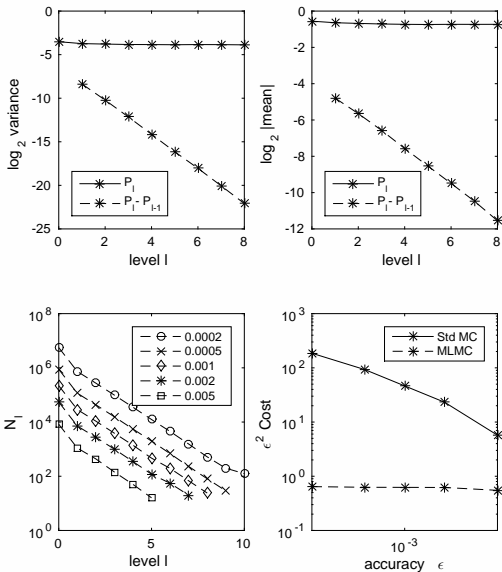 0
-5
-10
-15
-20
-25
log 2 variance
P l
P l - P l-1
0 2 4 6 8
level l
0
-2
-4
-6
-8
-10
-12
log 2 |mean|
P l
P l - P l-1
0 2 4 6 8
level l
10^8
10^6
10^4
10^2
10^0
N l
0.0002
0.0005
0.001
0.002
0.005
0 5 10
level l
10^3
10^2
10^1
10^0
10^-1
ϵ^2 Cost
Std MC
MLMC
10^-3
accuracy ϵ